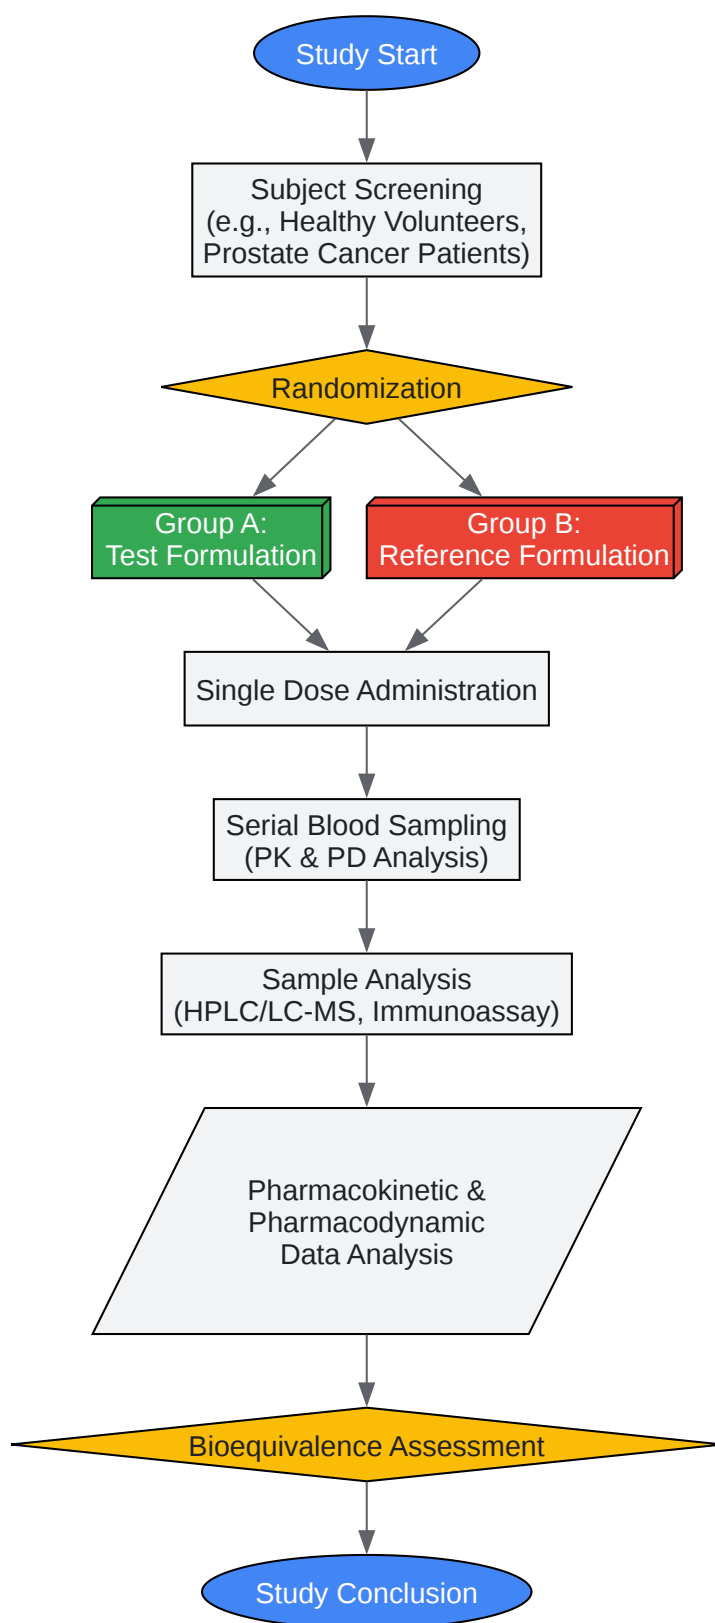 Study Start
Subject Screening
(e.g., Healthy Volunteers,
Prostate Cancer Patients)
Randomization
Group A:
Test Formulation
Group B:
Reference Formulation
Single Dose Administration
Serial Blood Sampling
(PK & PD Analysis)
Sample Analysis
(HPLC/LC-MS, Immunoassay)
Pharmacokinetic &
Pharmacodynamic
Data Analysis
Bioequivalence Assessment
Study Conclusion